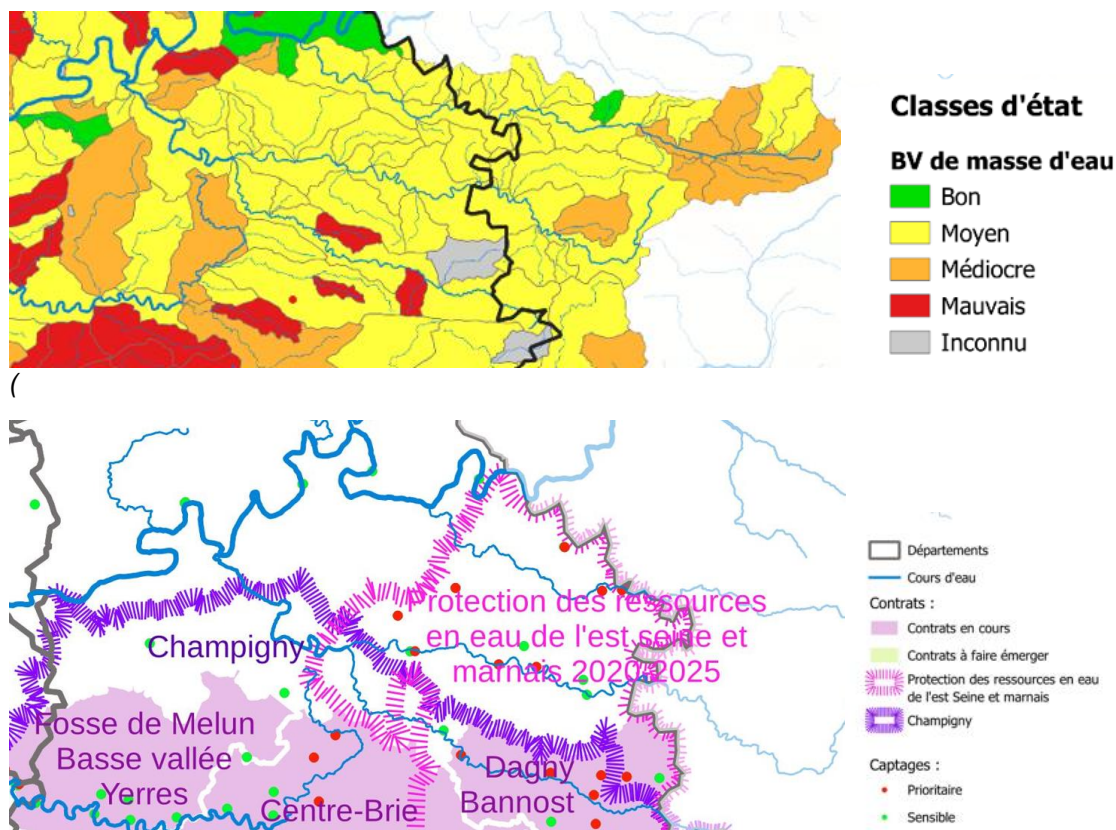 Classes d'état
BV de masse d'eau
Bon
Moyen
Médiocre
Mauvais
Inconnu
(
Champigny
Protection des ressources
en eau de l'est seine et
marnais 2020-2025
Fosse de Melun
Basse vallée
Yerres
Centre-Brie
Dagny
Bannost
Départements
Cours d'eau
Contrats :
Contrats en cours
Contrats à faire émerger
Protection des ressources en eau
de l'est Seine et marnais
Champigny
Captages :
Prioritaire
Sensible